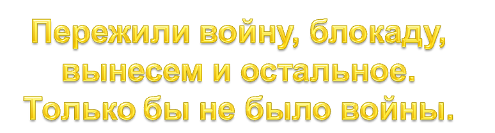 Пережили войну, блокаду,
вынесем и остальное.
Только бы не было войны.